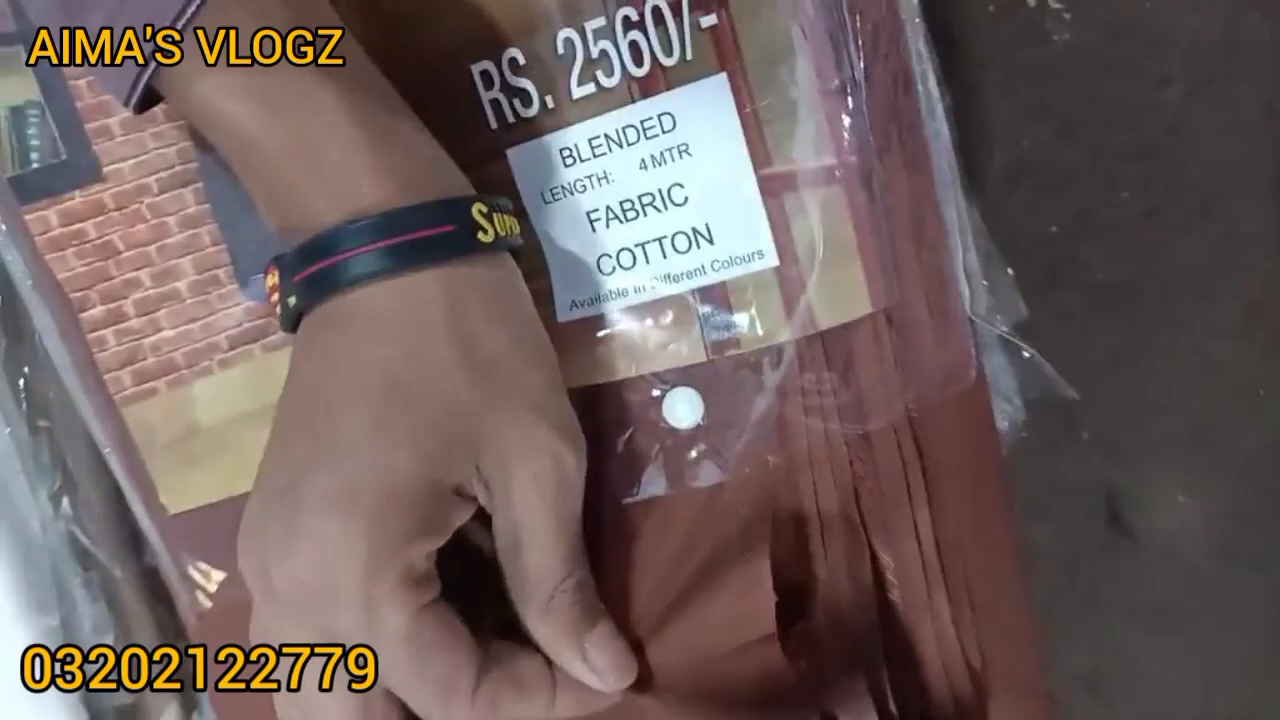 AIMA'S VLOGZ
RS. 2560/-
BLENDED
LENGTH: 4 MTR
FABRIC
COTTON
Available in Different Colours
03202122779